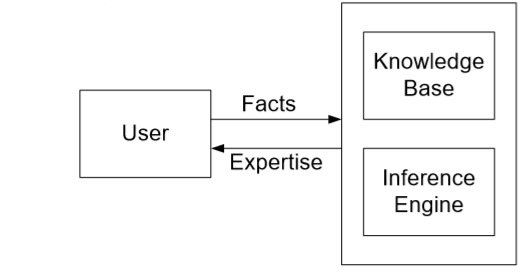 User
Facts
Expertise
Knowledge
Base
Inference
Engine